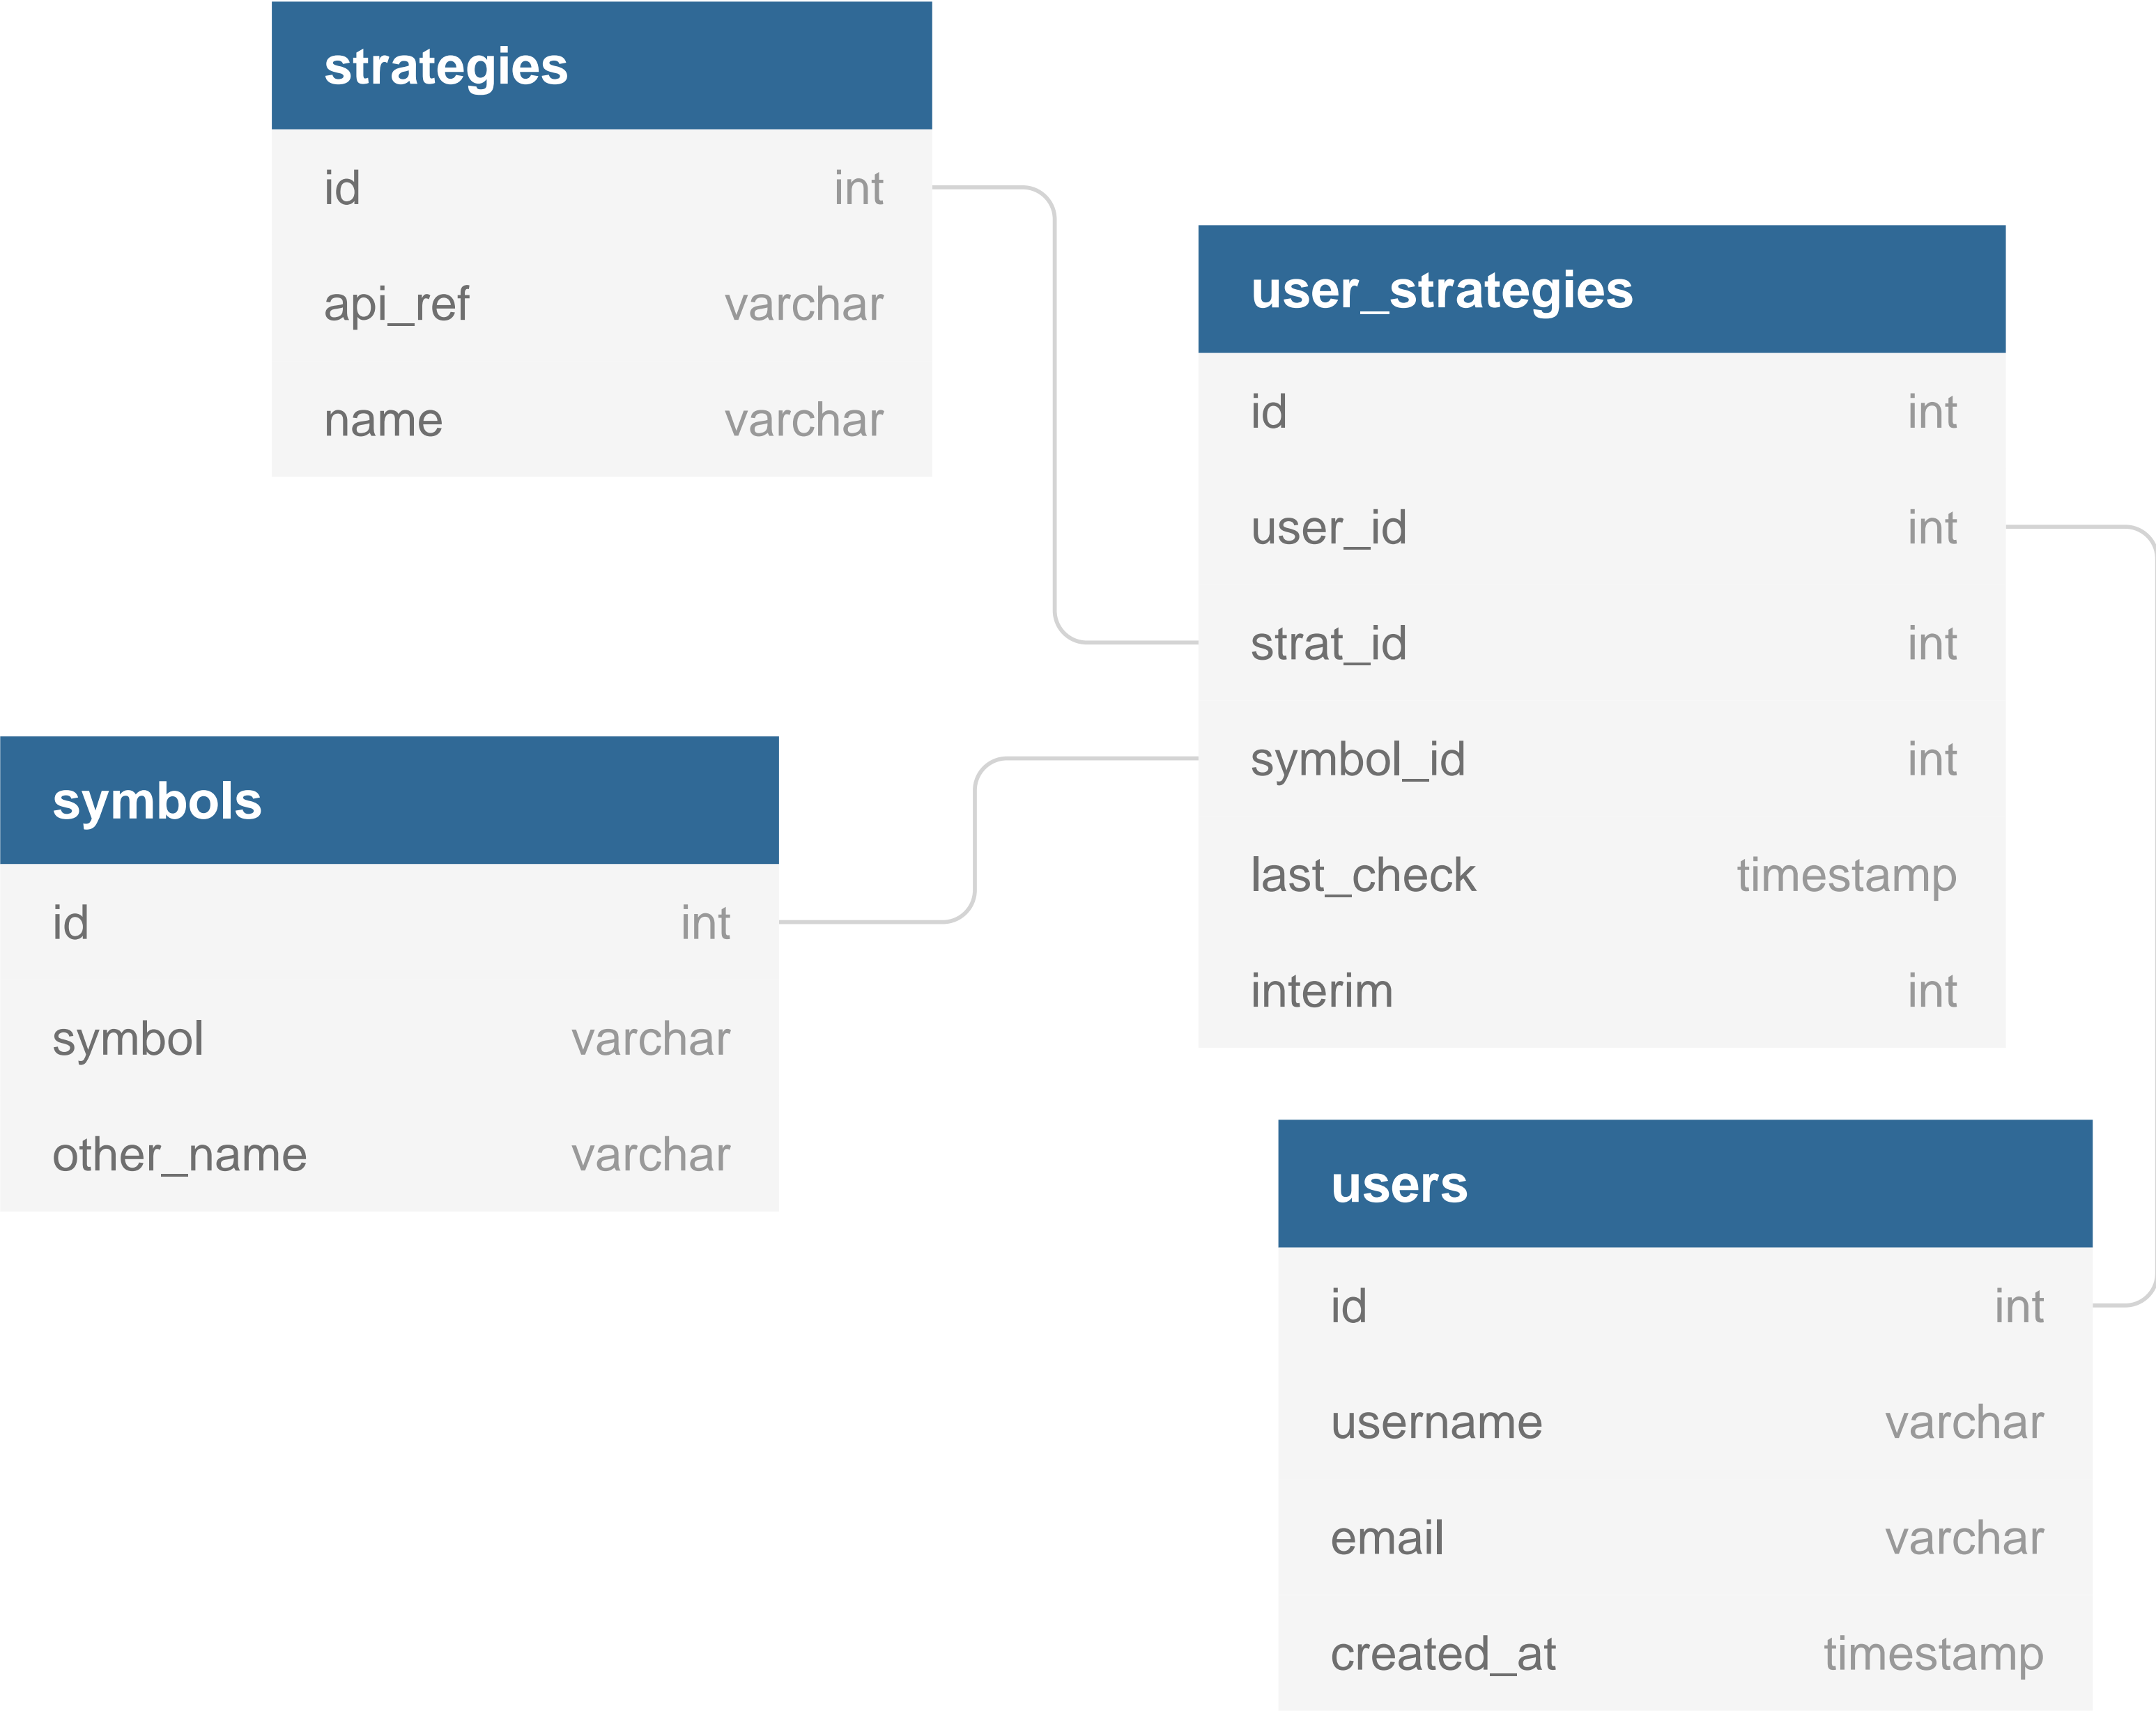 strategies
id int
api_ref varchar
name varchar
user_strategies
id int
user_id int
strat_id int
symbol_id int
last_check timestamp
interim int
symbols
id int
symbol varchar
other_name varchar
users
id int
username varchar
email varchar
created_at timestamp